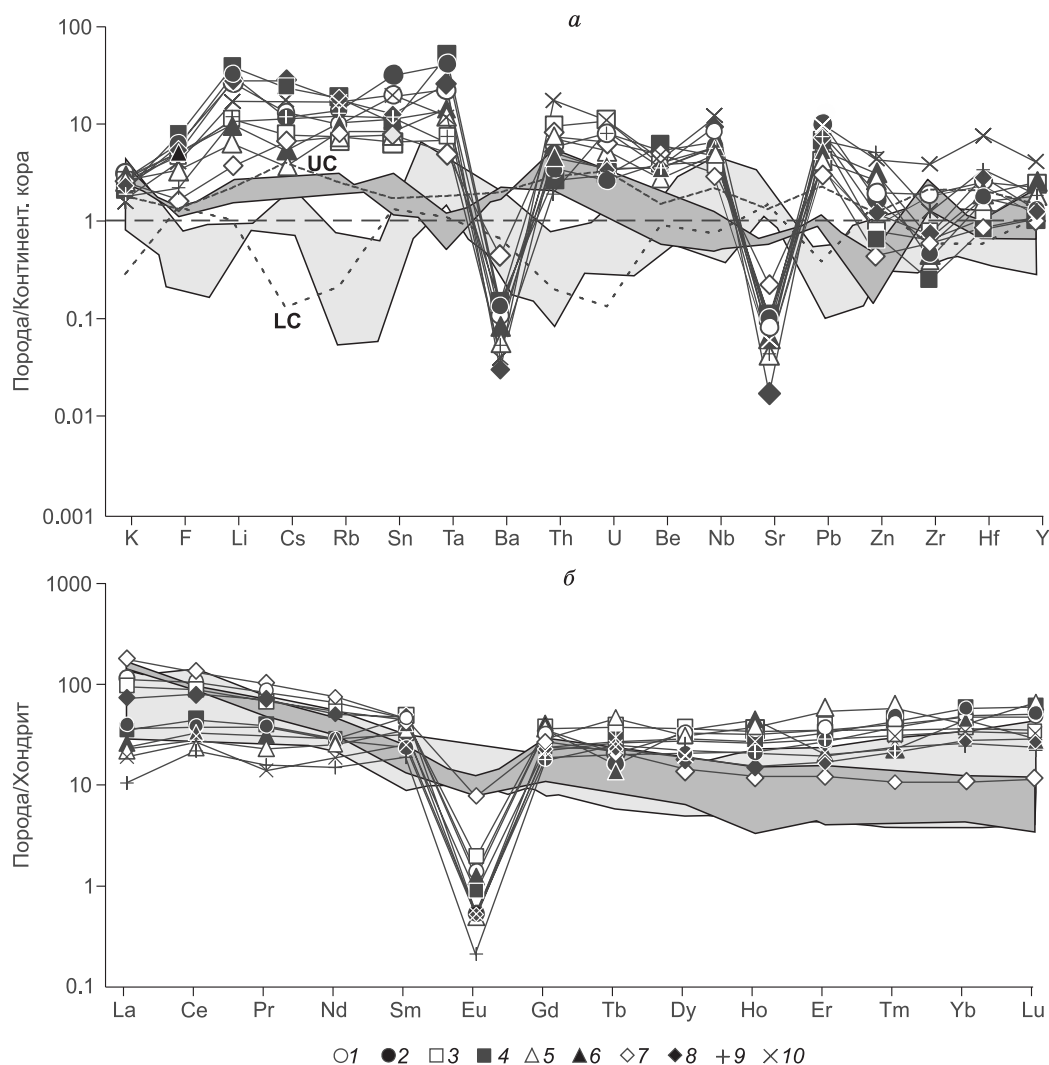 а
Порода/Континент. кора
100
10
1
0.1
0.01
0.001
UC
LC
K F Li Cs Rb Sn Ta Ba Th U Be Nb Sr Pb Zn Zr Hf Y
б
Порода/Хондрит
1000
100
10
1
0.1
La Ce Pr Nd Sm Eu Gd Tb Dy Ho Er Tm Yb Lu
1 2 3 4 5 6 7 8 9 10